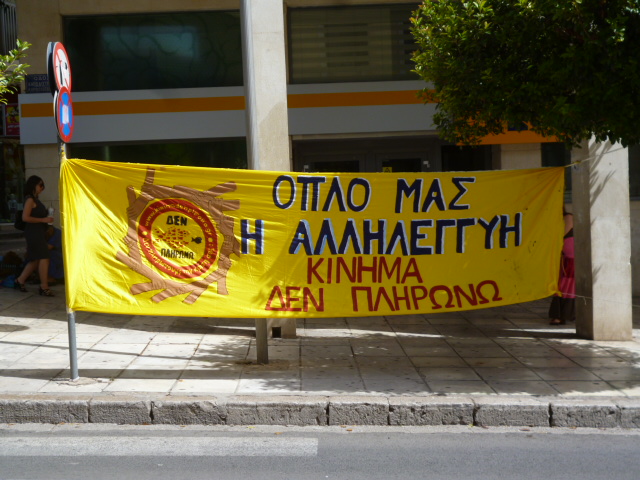 ΟΠΛΟ ΜΑΣ
Η ΑΛΛΗΛΕΓΓΥΗ
ΚΙΝΗΜΑ
ΔΕΝ ΠΛΗΡΩΝΩ
ΔΕΝ
ΠΛΗΡΩΝΩ